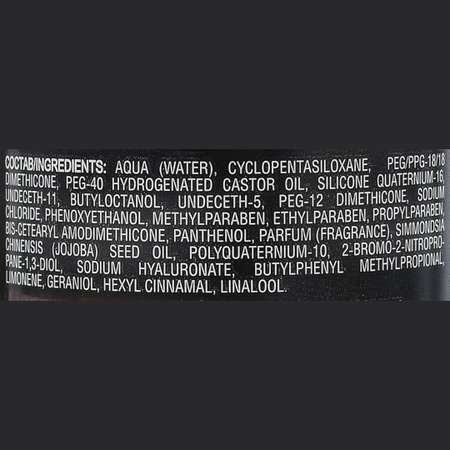 СОСТАВ/INGREDIENTS: AQUA (WATER), CYCLOPENTASILOXANE, PEG/PPG-18/18
DIMETHICONE, PEG-40 HYDROGENATED CASTOR OIL, SILICONE QUATERNIUM-16,
UNDECETH-11, BUTYLOCTANOL, UNDECETH-5, PEG-12 DIMETHICONE, SODIUM
CHLORIDE, PHENOXYETHANOL, METHYLPARABEN, ETHYLPARABEN, PROPYLPARABEN,
BIS-CETEARYL AMODIMETHICONE, PANTHENOL, PARFUM (FRAGRANCE), SIMMONDSIA
CHINENSIS (JOJOBA) SEED OIL, POLYQUATERNIUM-10, 2-BROMO-2-NITROPRO-
PANE-1,3-DIOL, SODIUM HYALURONATE, BUTYLPHENYL METHYLPROPIONAL,
LIMONENE, GERANIOL, HEXYL CINNAMAL, LINALOOL.